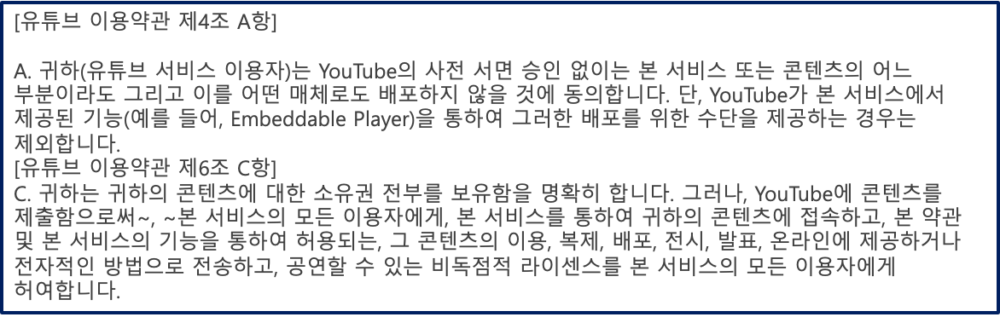 [유튜브 이용약관 제4조 A항]
A. 귀하(유튜브 서비스 이용자)는 YouTube의 사전 서면 승인 없이는 본 서비스 또는 콘텐츠의 어느
부분이라도 그리고 이를 어떤 매체로도 배포하지 않을 것에 동의합니다. 단, YouTube가 본 서비스에서
제공된 기능(예를 들어, Embeddable Player)을 통하여 그러한 배포를 위한 수단을 제공하는 경우는
제외합니다.
[유튜브 이용약관 제6조 C항]
C. 귀하는 귀하의 콘텐츠에 대한 소유권 전부를 보유함을 명확히 합니다. 그러나, YouTube에 콘텐츠를
제출함으로써~, ~본 서비스의 모든 이용자에게, 본 서비스를 통하여 귀하의 콘텐츠에 접속하고, 본 약관
및 본 서비스의 기능을 통하여 허용되는, 그 콘텐츠의 이용, 복제, 배포, 전시, 발표, 온라인에 제공하거나
전자적인 방법으로 전송하고, 공연할 수 있는 비독점적 라이센스를 본 서비스의 모든 이용자에게
허여합니다.